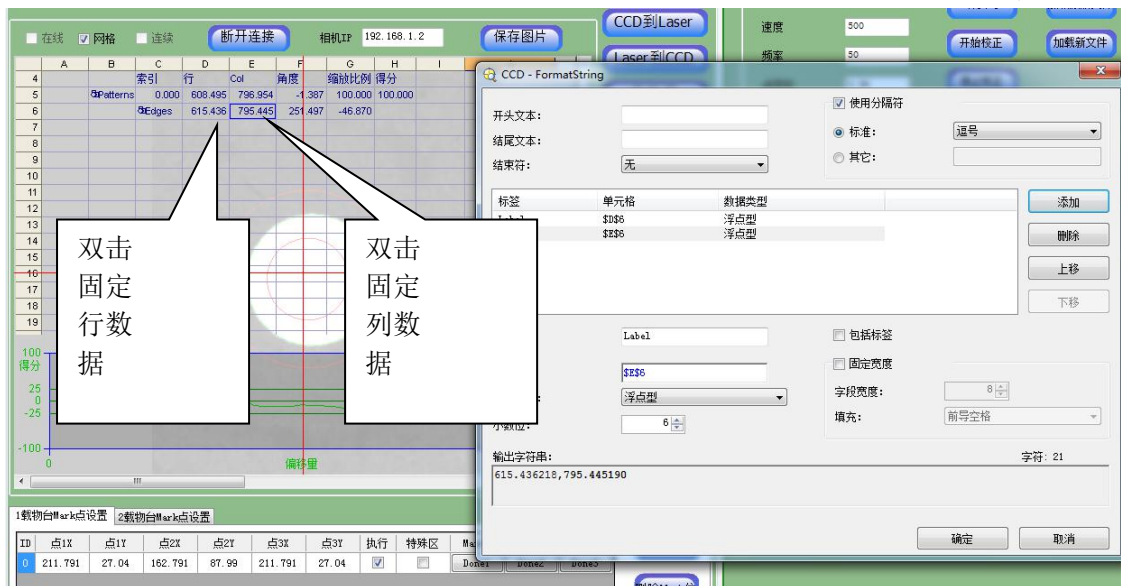 在线 网格 连续 断开连接 相机IP 192.168.1.2 保存图片
CCD到Laser
Laser到CCD
速度 500
频率 50
开始校正 加载新文件
A B C D E F G H I
4 索引 行 Col 角度 缩放比例 得分
5 Patterns 0.000 608.495 796.954 -1.387 100.000 100.000
6 Edges 615.436 795.445 251.497 -46.870
7
8
9
10
11
12
13
14
15
16
17
18
19
双击
固定
行数
据
双击
固定
列数
据
100
得分
25
0
-25
-100
0
偏移量
CCD - FormatString
开头文本:
结尾文本:
结束符: 无
使用分隔符
标准: 逗号
其它:
标签 单元格 数据类型
$D$6 浮点型
$E$6 浮点型
添加
删除
上移
下移
Label
$E$6
浮点型
小数位: 6
包括标签
固定宽度
字段宽度: 8
填充: 前导空格
输出字符串: 字符: 21
615.436218,795.445190
确定 取消
1载物台Mark点设置 2载物台Mark点设置
ID 点1X 点1Y 点2X 点2Y 点3X 点3Y 执行 特殊区
0 211.791 27.04 162.791 87.99 211.791 27.04 Done1 Done2 Done3